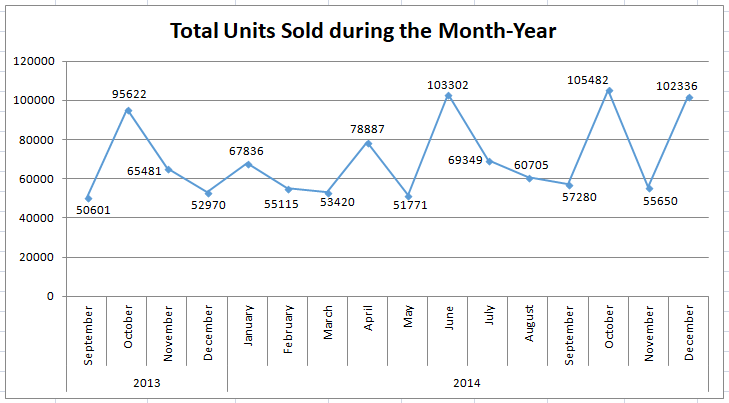 Total Units Sold during the Month-Year
120000
100000
80000
60000
40000
20000
0
50601
95622
65481
52970
67836
55115
53420
78887
51771
103302
69349
60705
57280
105482
55650
102336
September
October
November
December
January
February
March
April
May
June
July
August
September
October
November
December
2013
2014